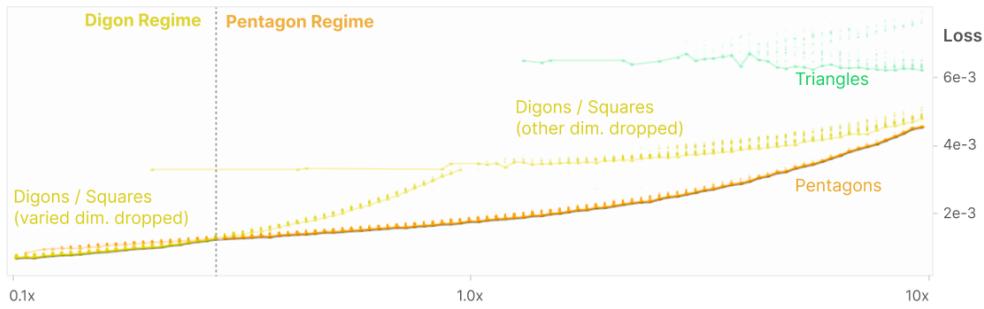 Digon Regime
Pentagon Regime
Loss
6e-3
Triangles
Digons / Squares
(other dim. dropped)
4e-3
Pentagons
Digons / Squares
(varied dim. dropped)
2e-3
0.1x
1.0x
10x